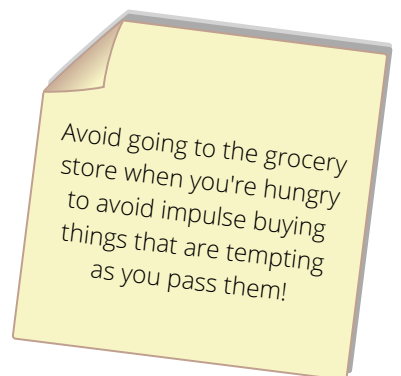 Avoid going to the grocery
store when you're hungry
to avoid impulse buying
things that are tempting
as you pass them!